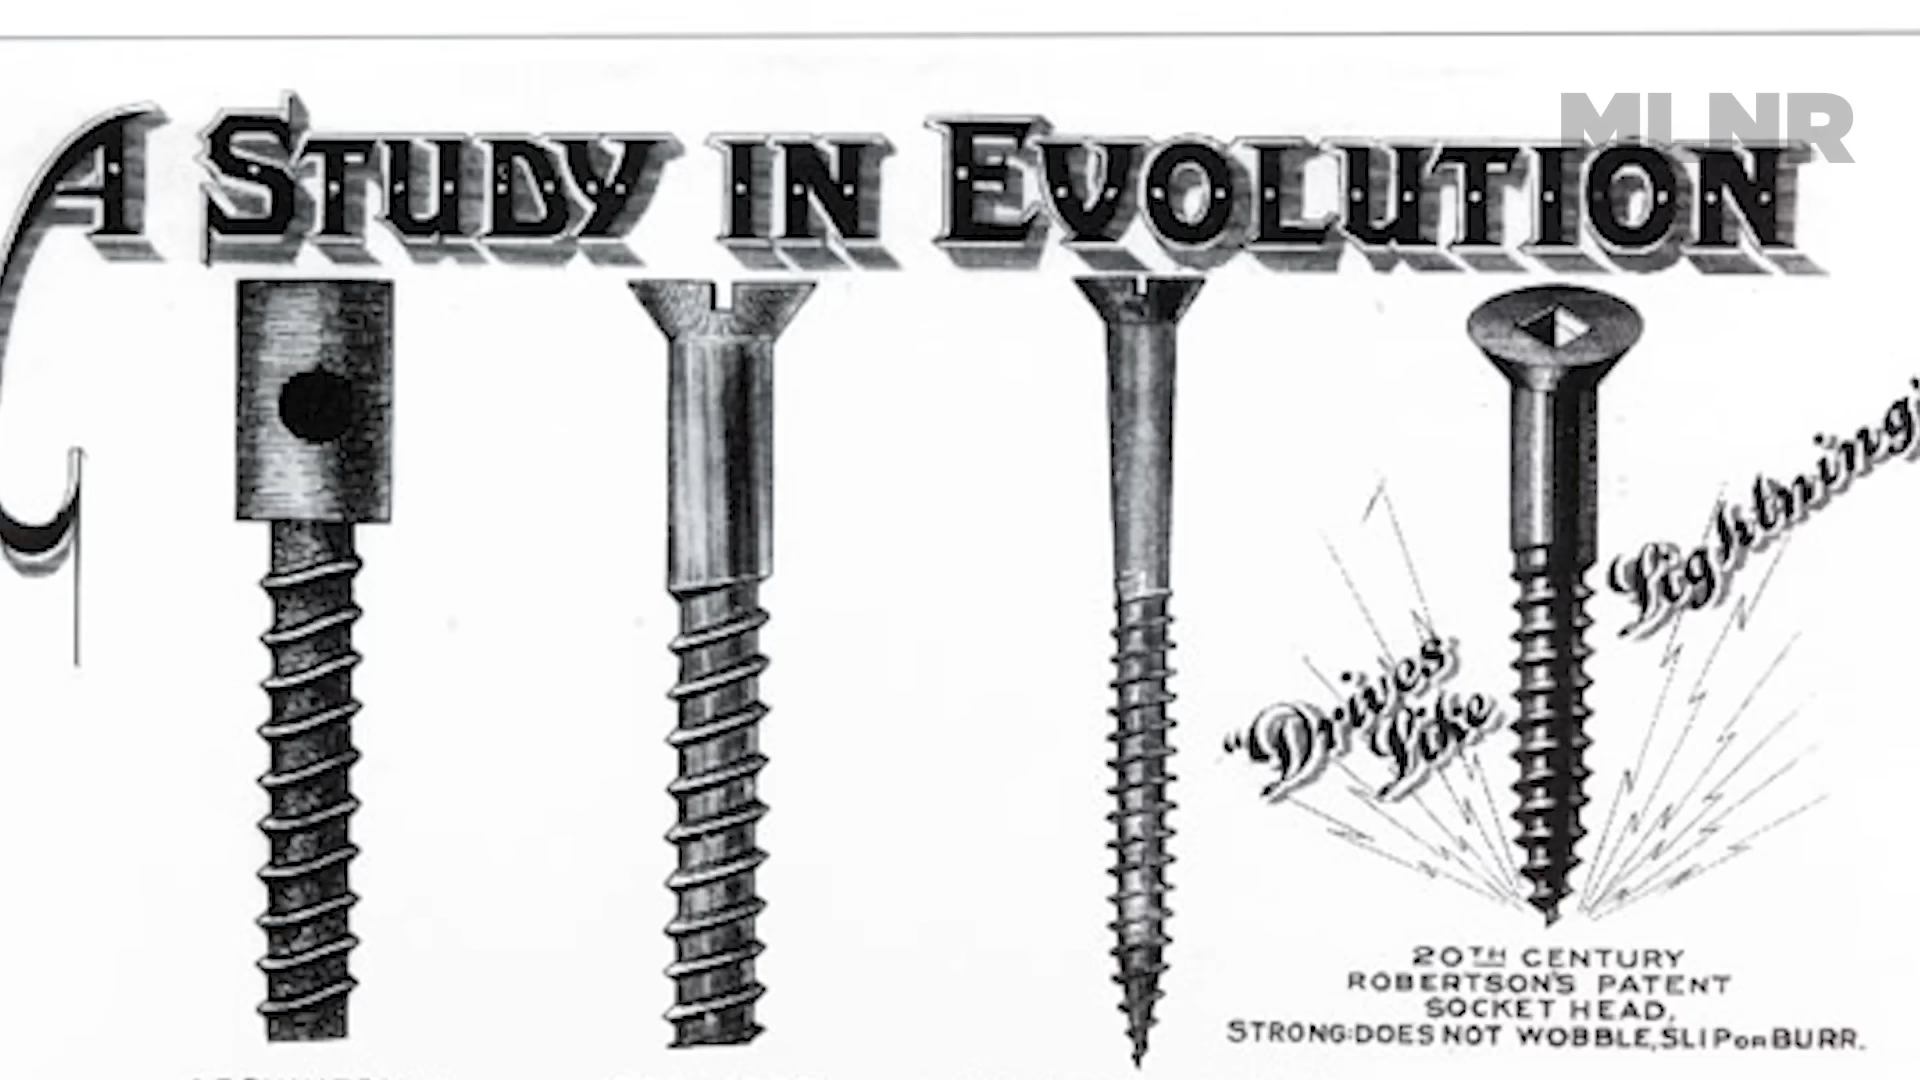 MLNR
A STUDY IN EVOLUTION
"Drives
Like
Lightning"
20TH CENTURY
ROBERTSON'S PATENT
SOCKET HEAD,
STRONG:DOES NOT WOBBLE, SLIP OR BURR.